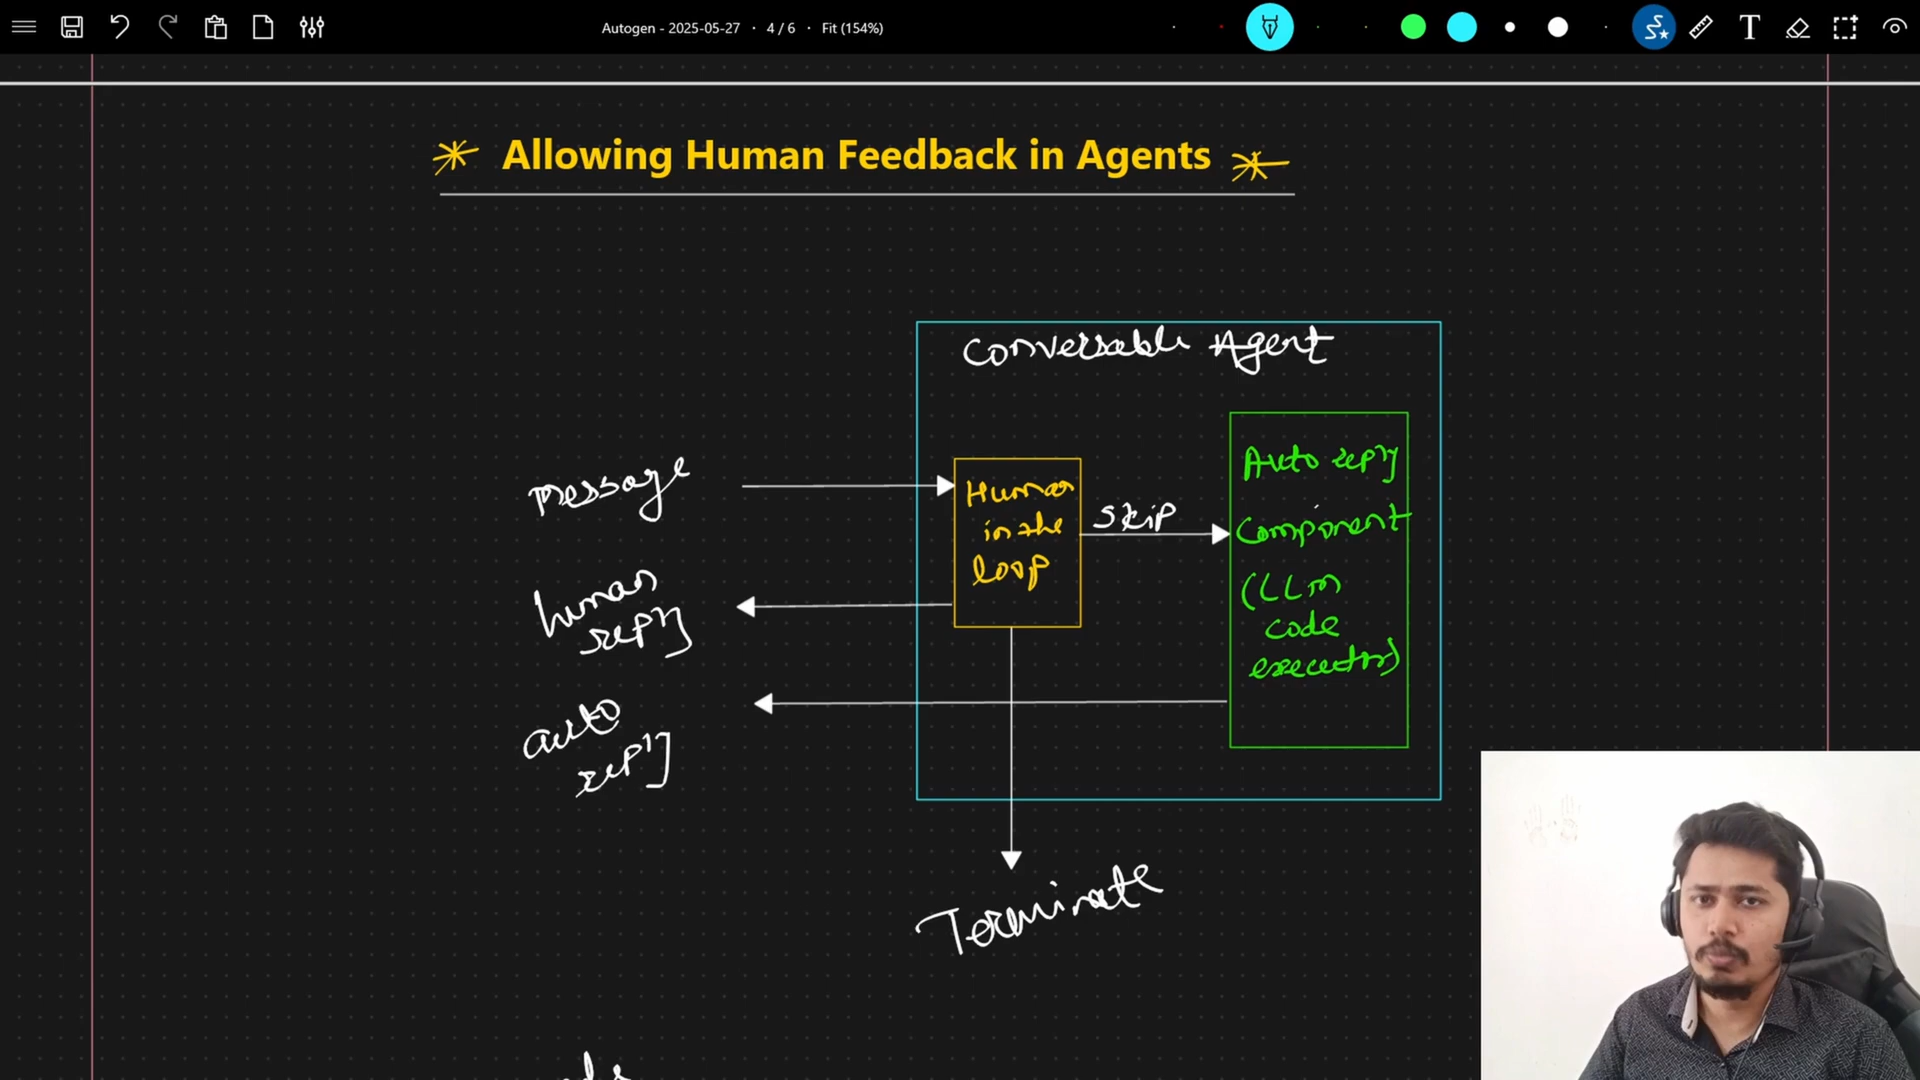 Autogen - 2025-05-27 · 4 / 6 · Fit (154%)
T
Allowing Human Feedback in Agents
Conversable Agent
message
Human
in the
loop
skip
Auto reply
Component
(LLM
code
executor)
human
reply
auto
reply
Terminate